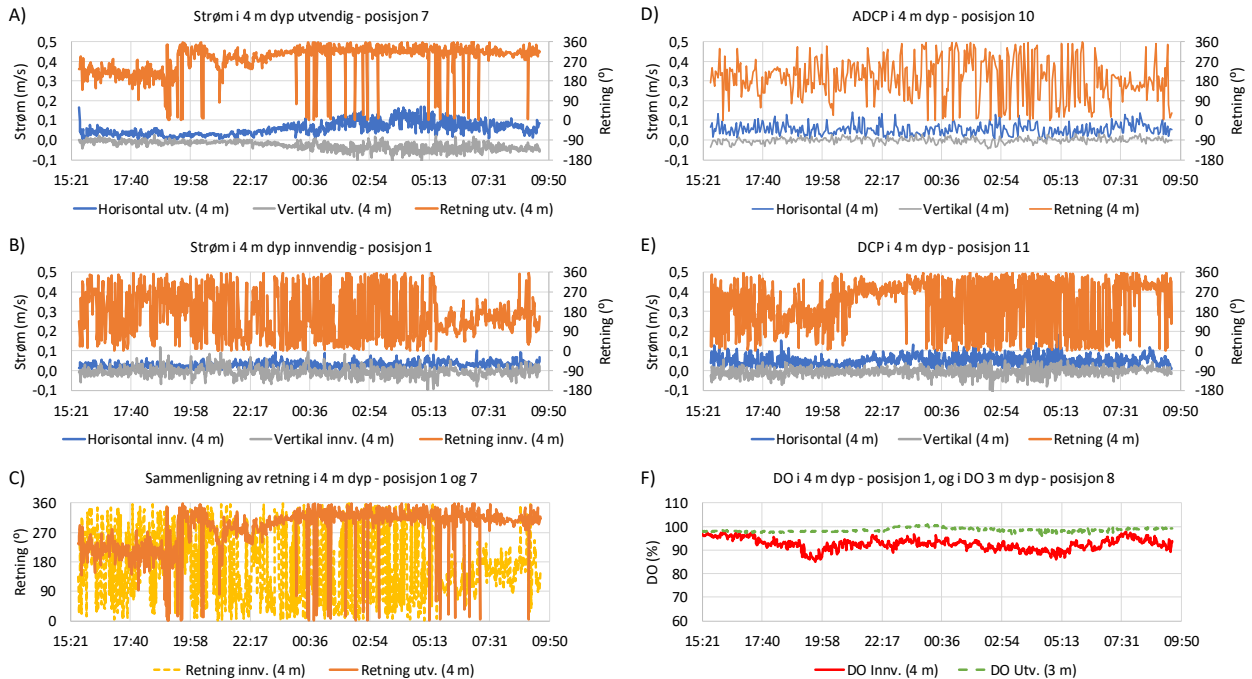 A)
Strøm i 4 m dyp utvendig - posisjon 7
Strøm (m/s)
0,5
0,4
0,3
0,2
0,1
0,0
-0,1
360
270
180
90
0
-90
-180
Retning (º)
15:21 17:40 19:58 22:17 00:36 02:54 05:13 07:31 09:50
Horisontal utv. (4 m) Vertikal utv. (4 m) Retning utv. (4 m)
B)
Strøm i 4 m dyp innvendig - posisjon 1
Strøm (m/s)
0,5
0,4
0,3
0,2
0,1
0,0
-0,1
360
270
180
90
0
-90
-180
Retning (º)
15:21 17:40 19:58 22:17 00:36 02:54 05:13 07:31 09:50
Horisontal innv. (4 m) Vertikal innv. (4 m) Retning innv. (4 m)
C)
Sammenligning av retning i 4 m dyp - posisjon 1 og 7
Retning (º)
360
270
180
90
0
15:21 17:40 19:58 22:17 00:36 02:54 05:13 07:31 09:50
Retning innv. (4 m) Retning utv. (4 m)
D)
ADCP i 4 m dyp - posisjon 10
Strøm (m/s)
0,5
0,4
0,3
0,2
0,1
0,0
-0,1
360
270
180
90
0
-90
-180
Retning (º)
15:21 17:40 19:58 22:17 00:36 02:54 05:13 07:31 09:50
Horisontal (4 m) Vertikal (4 m) Retning (4 m)
E)
DCP i 4 m dyp - posisjon 11
Strøm (m/s)
0,5
0,4
0,3
0,2
0,1
0,0
-0,1
360
270
180
90
0
-90
-180
Retning (º)
15:21 17:40 19:58 22:17 00:36 02:54 05:13 07:31 09:50
Horisontal (4 m) Vertikal (4 m) Retning (4 m)
F)
DO i 4 m dyp - posisjon 1, og i DO 3 m dyp - posisjon 8
DO (%)
110
100
90
80
70
60
15:21 17:40 19:58 22:17 00:36 02:54 05:13 07:31 09:50
DO Innv. (4 m) DO Utv. (3 m)